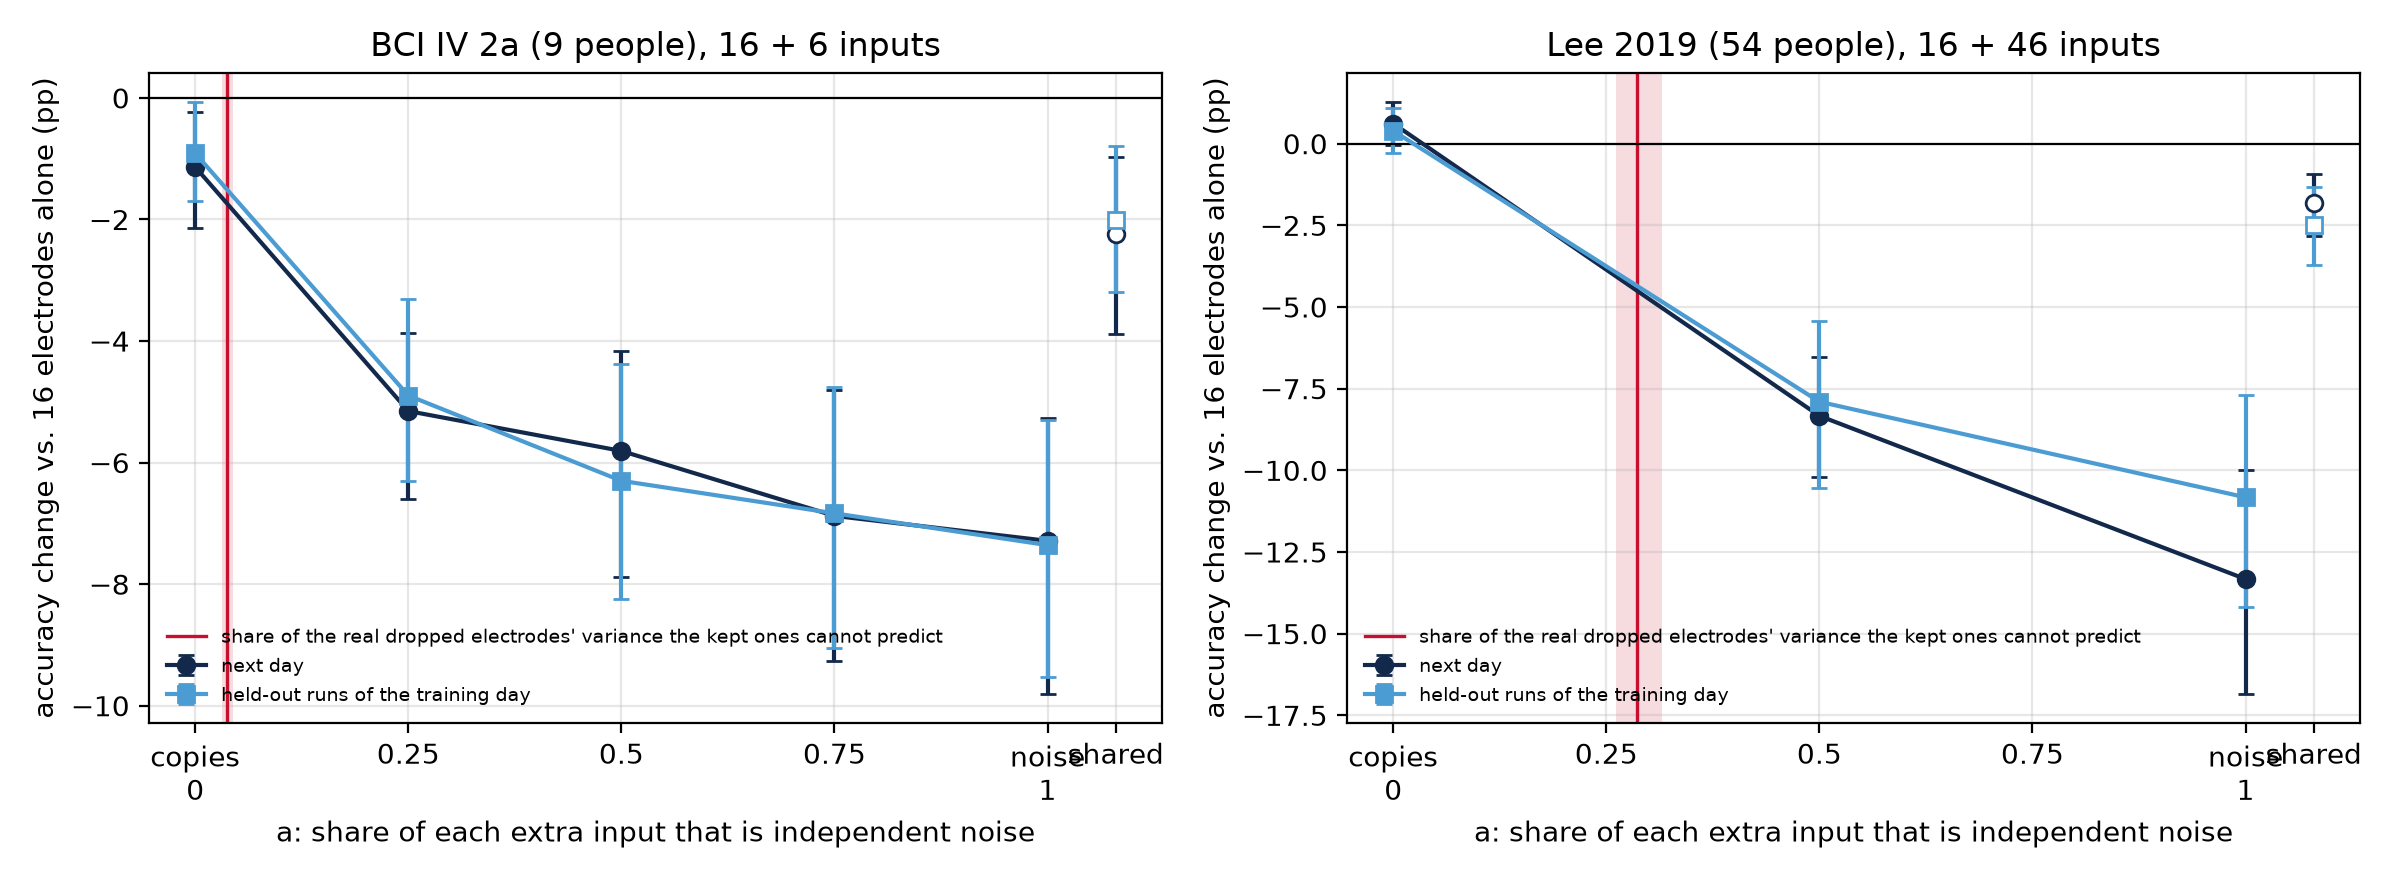 BCI IV 2a (9 people), 16 + 6 inputs
accuracy change vs. 16 electrodes alone (pp)
0
−2
−4
−6
−8
−10
share of the real dropped electrodes' variance the kept ones cannot predict
next day
held-out runs of the training day
copies
0
0.25
0.5
0.75
noise
1
shared
a: share of each extra input that is independent noise
Lee 2019 (54 people), 16 + 46 inputs
accuracy change vs. 16 electrodes alone (pp)
0.0
−2.5
−5.0
−7.5
−10.0
−12.5
−15.0
−17.5
share of the real dropped electrodes' variance the kept ones cannot predict
next day
held-out runs of the training day
copies
0
0.25
0.5
0.75
noise
1
shared
a: share of each extra input that is independent noise